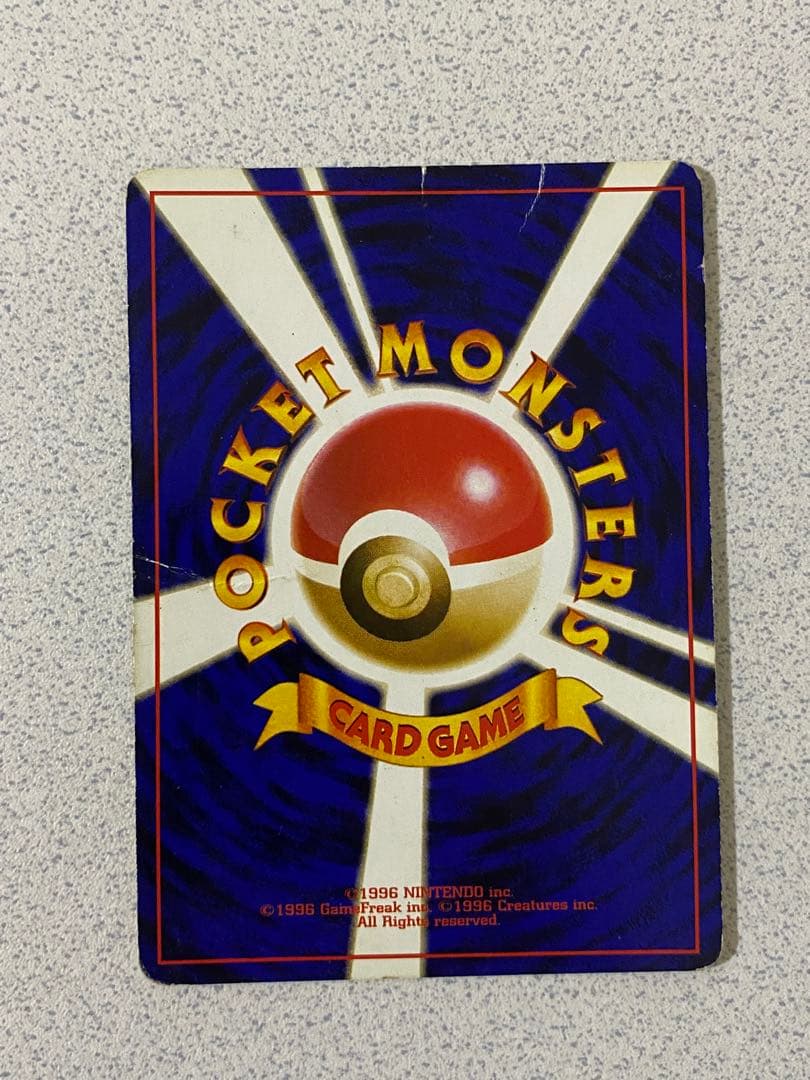 POCKET MONSTERS
CARD GAME
©1996 NINTENDO inc.
©1996 GameFreak inc. ©1996 Creatures inc.
All Rights reserved.